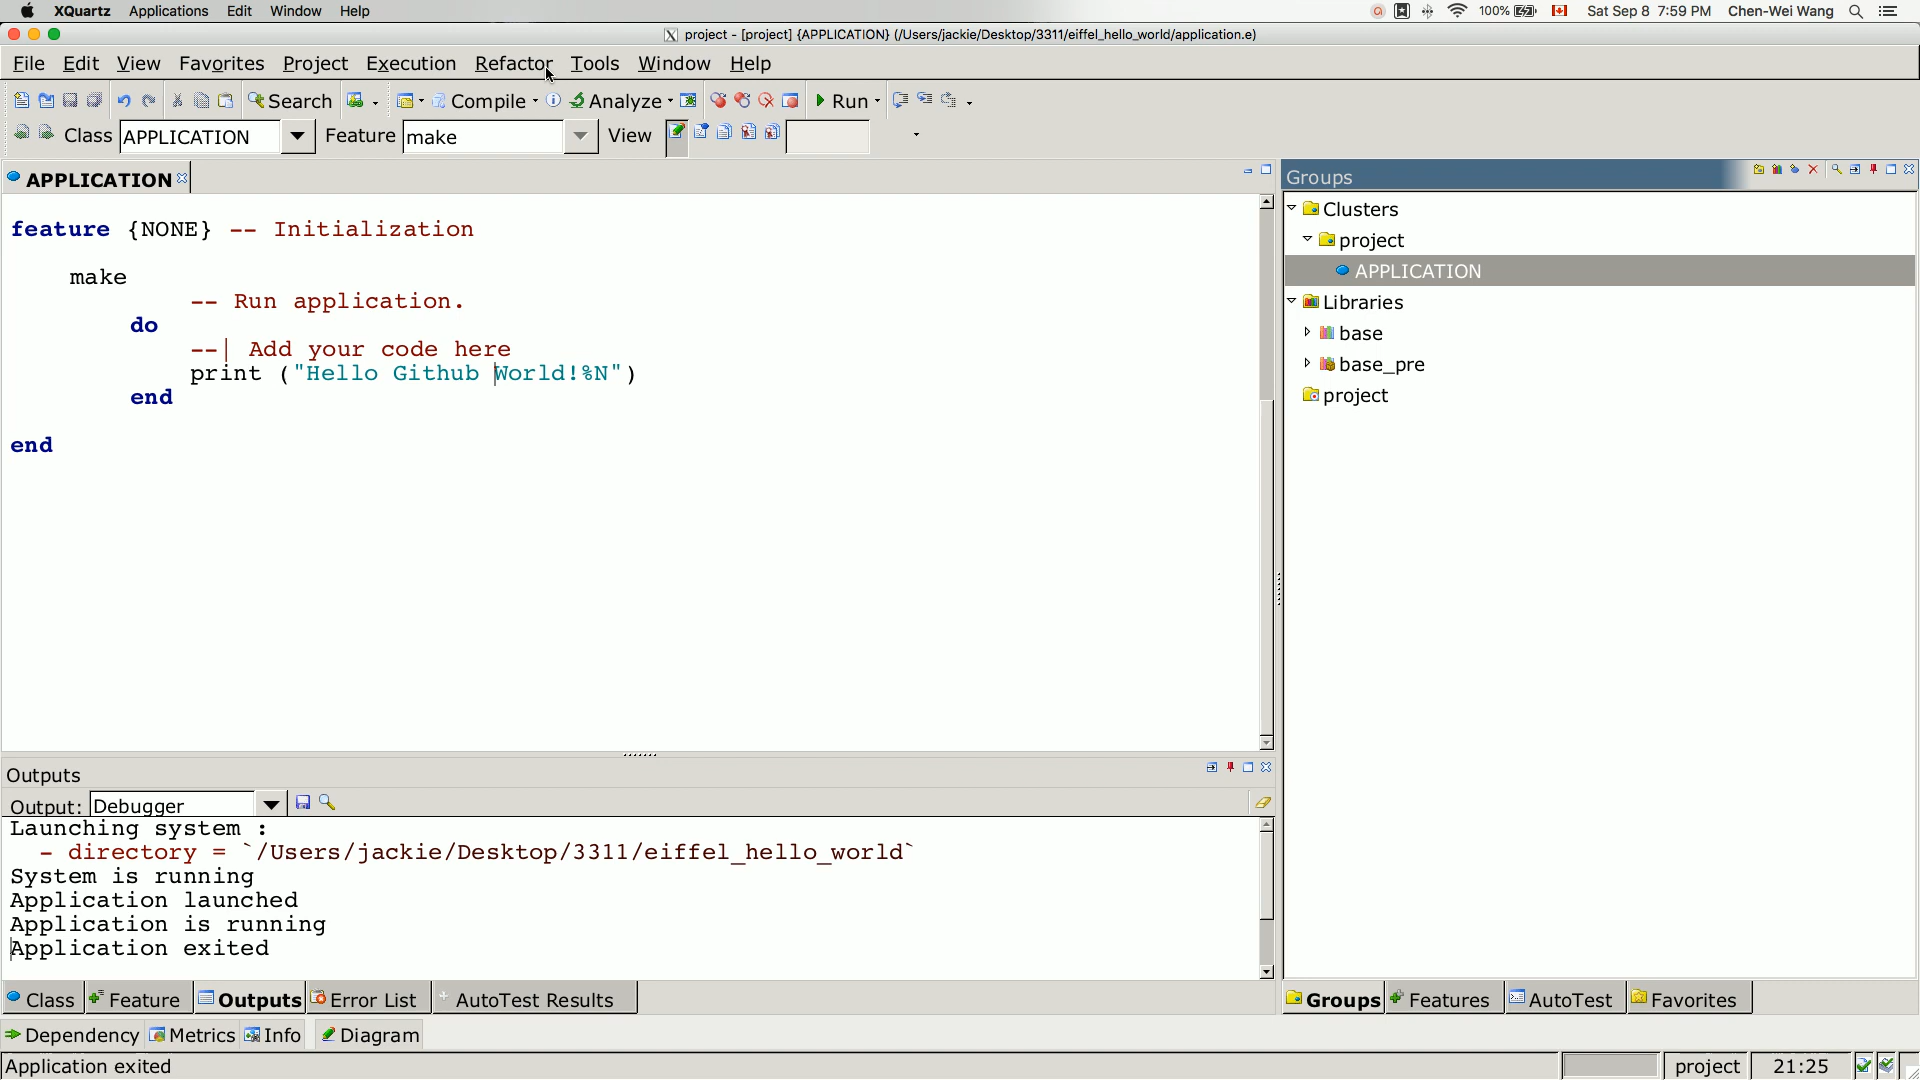 XQuartz Applications Edit Window Help
100% Sat Sep 8 7:59 PM Chen-Wei Wang
project - [project] {APPLICATION} (/Users/jackie/Desktop/3311/eiffel_hello_world/application.e)
File Edit View Favorites Project Execution Refactor Tools Window Help
Search Compile Analyze Run
Class APPLICATION Feature make View
APPLICATION
feature {NONE} -- Initialization
make
-- Run application.
do
--| Add your code here
print ("Hello Github World!%N")
end
end
Groups
Clusters
project
APPLICATION
Libraries
base
base_pre
project
Outputs
Output: Debugger
Launching system :
- directory = `/Users/jackie/Desktop/3311/eiffel_hello_world`
System is running
Application launched
Application is running
Application exited
Class Feature Outputs Error List AutoTest Results
Groups Features AutoTest Favorites
Dependency Metrics Info Diagram
Application exited
project 21:25